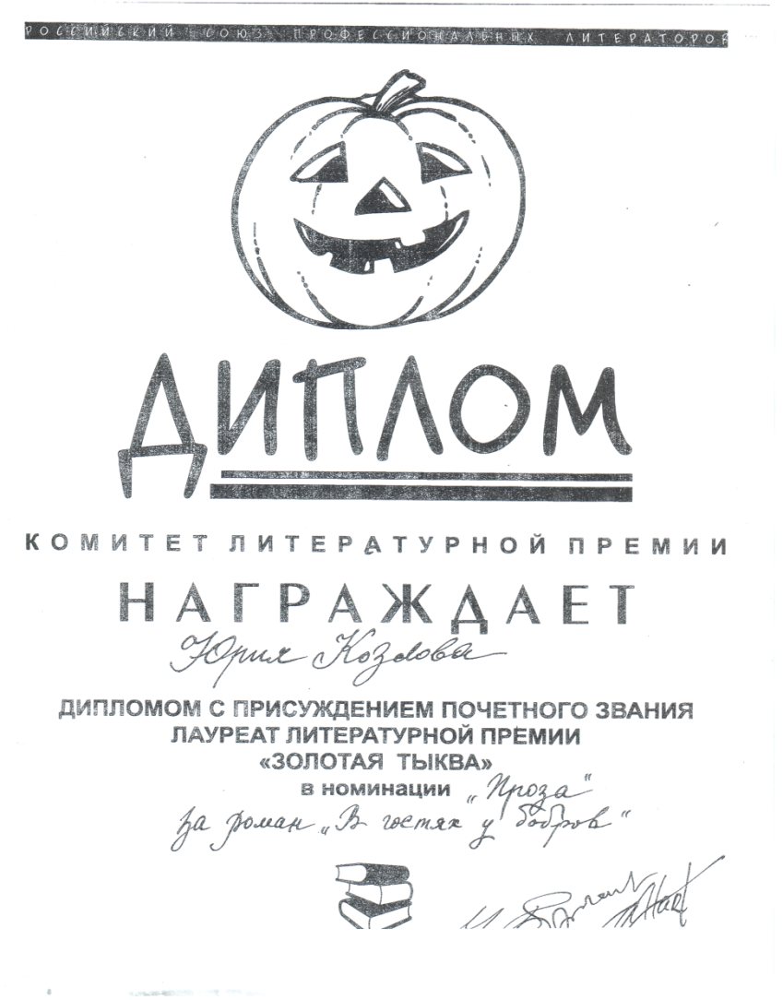 РОССИЙСКИЙ СОЮЗ ПРОФЕССИОНАЛЬНЫХ ЛИТЕРАТОРОВ
ДИПЛОМ
КОМИТЕТ ЛИТЕРАТУРНОЙ ПРЕМИИ
НАГРАЖДАЕТ
Юрия Козлова
ДИПЛОМОМ С ПРИСУЖДЕНИЕМ ПОЧЕТНОГО ЗВАНИЯ
ЛАУРЕАТ ЛИТЕРАТУРНОЙ ПРЕМИИ
«ЗОЛОТАЯ ТЫКВА»
в номинации „Проза“
за роман „В гостях у бобров“